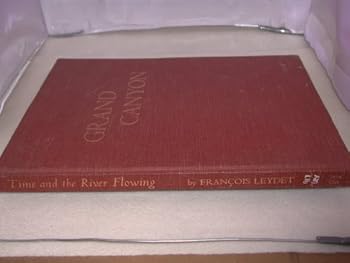 GRAND
CANYON
Time and the River Flowing by FRANÇOIS LEYDET